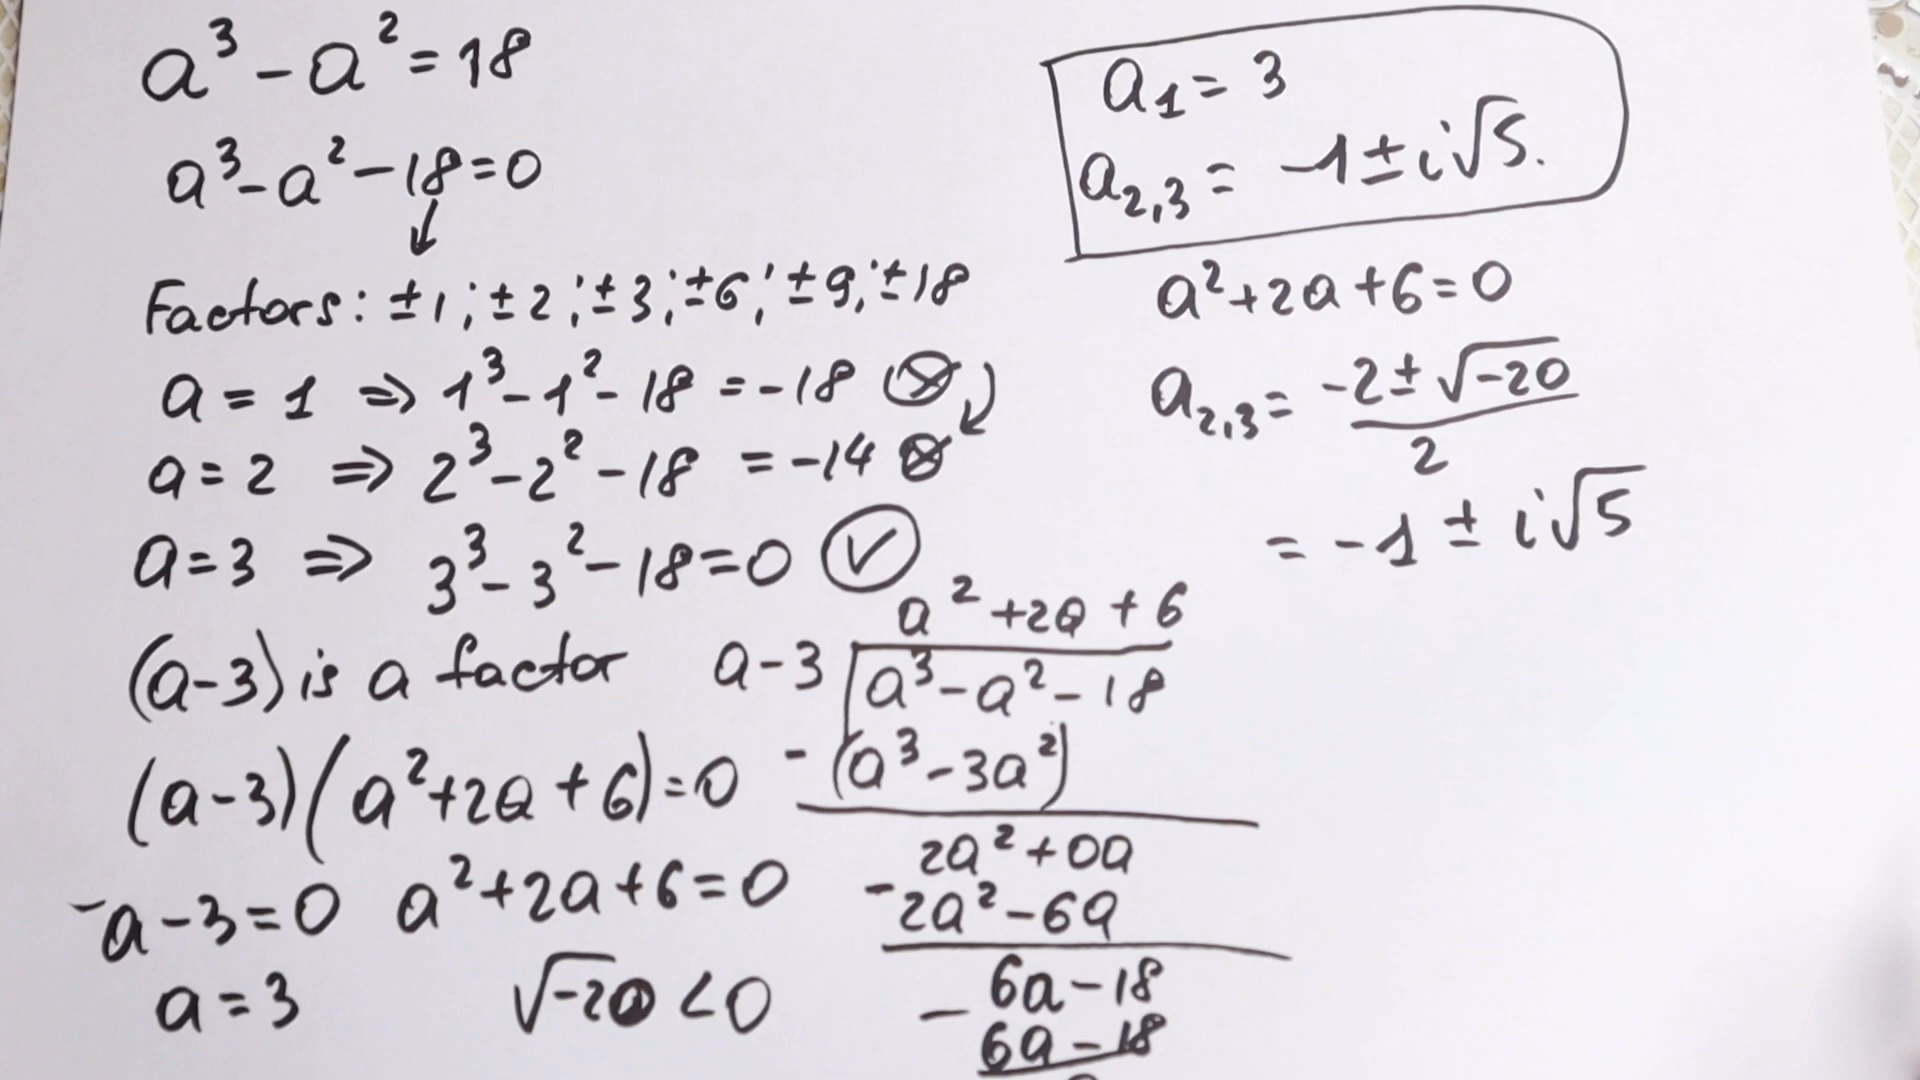 a³ - a² = 18
a³ - a² - 18 = 0
↓
Factors: ±1; ±2; ±3; ±6; ±9; ±18
a = 1 ⇒ 1³ - 1² - 18 = -18 ⊗
a = 2 ⇒ 2³ - 2² - 18 = -14 ⊗
a = 3 ⇒ 3³ - 3² - 18 = 0 ✓
(a-3) is a factor
(a-3)(a²+2a+6)=0
a-3=0 a²+2a+6=0
a = 3 √-20 <0
a² +2a + 6
a-3 a³ - a² - 18
- (a³ - 3a²)
2a² + 0a
- 2a² - 6a
6a - 18
- 6a - 18
a₁ = 3
a₂,₃ = -1 ± i√5.
a² + 2a + 6 = 0
a₂,₃ = (-2 ± √-20) / 2
= -1 ± i√5